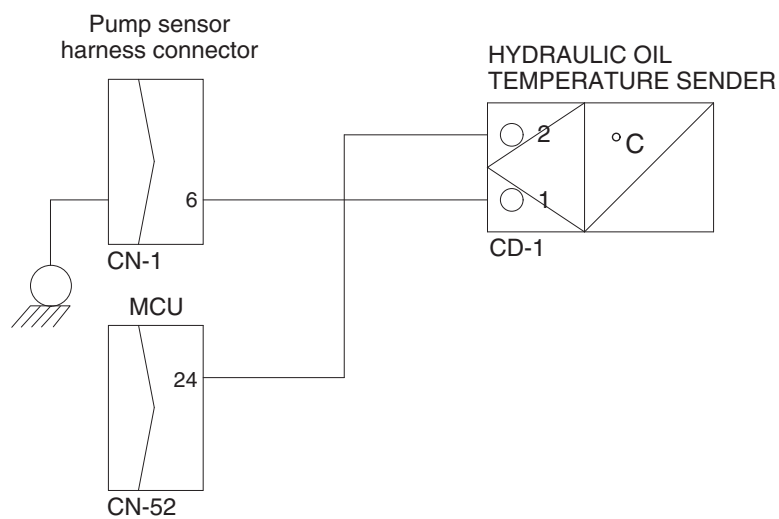 Pump sensor
harness connector
6
CN-1
HYDRAULIC OIL
TEMPERATURE SENDER
2
°C
1
CD-1
MCU
24
CN-52